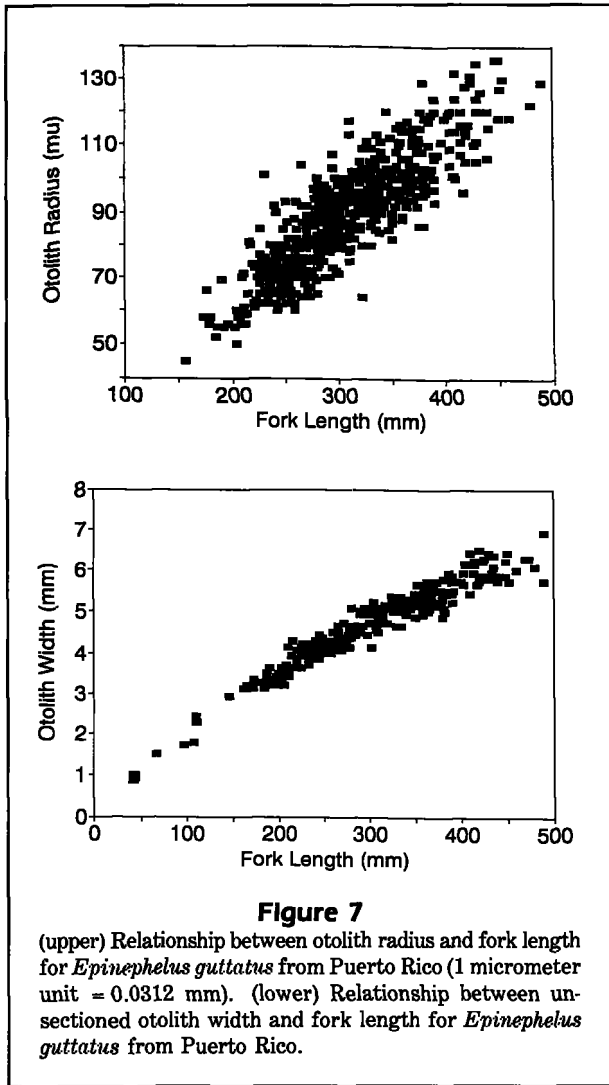 130
110
90
70
50
Otolith Radius (mu)
100 200 300 400 500
Fork Length (mm)
8
7
6
5
4
3
2
1
0
Otolith Width (mm)
0 100 200 300 400 500
Fork Length (mm)
Figure 7
(upper) Relationship between otolith radius and fork length
for Epinephelus guttatus from Puerto Rico (1 micrometer
unit = 0.0312 mm). (lower) Relationship between un-
sectioned otolith width and fork length for Epinephelus
guttatus from Puerto Rico.